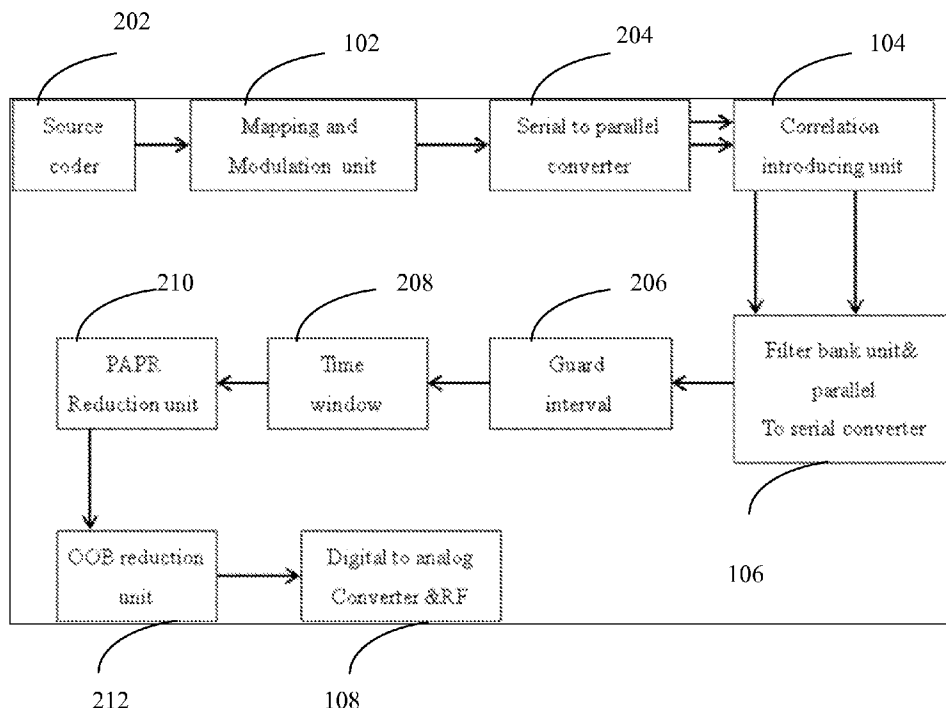 202
102
204
104
Source
coder
Mapping and
Modulation unit
Serial to parallel
converter
Correlation
introducing unit
210
208
206
PAPR
Reduction unit
Time
window
Guard
interval
Filter bank unit&
parallel
To serial converter
OOB reduction
unit
Digital to analog
Converter &RF
106
212
108